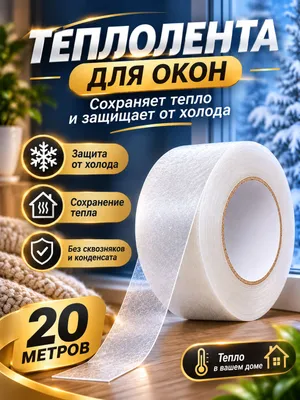 ТЕПЛОЛЕНТА
ДЛЯ ОКОН
Сохраняет тепло
и защищает от холода
Защита
от холода
Сохранение
тепла
Без сквозняков
и конденсата
20
МЕТРОВ
Тепло
в вашем доме